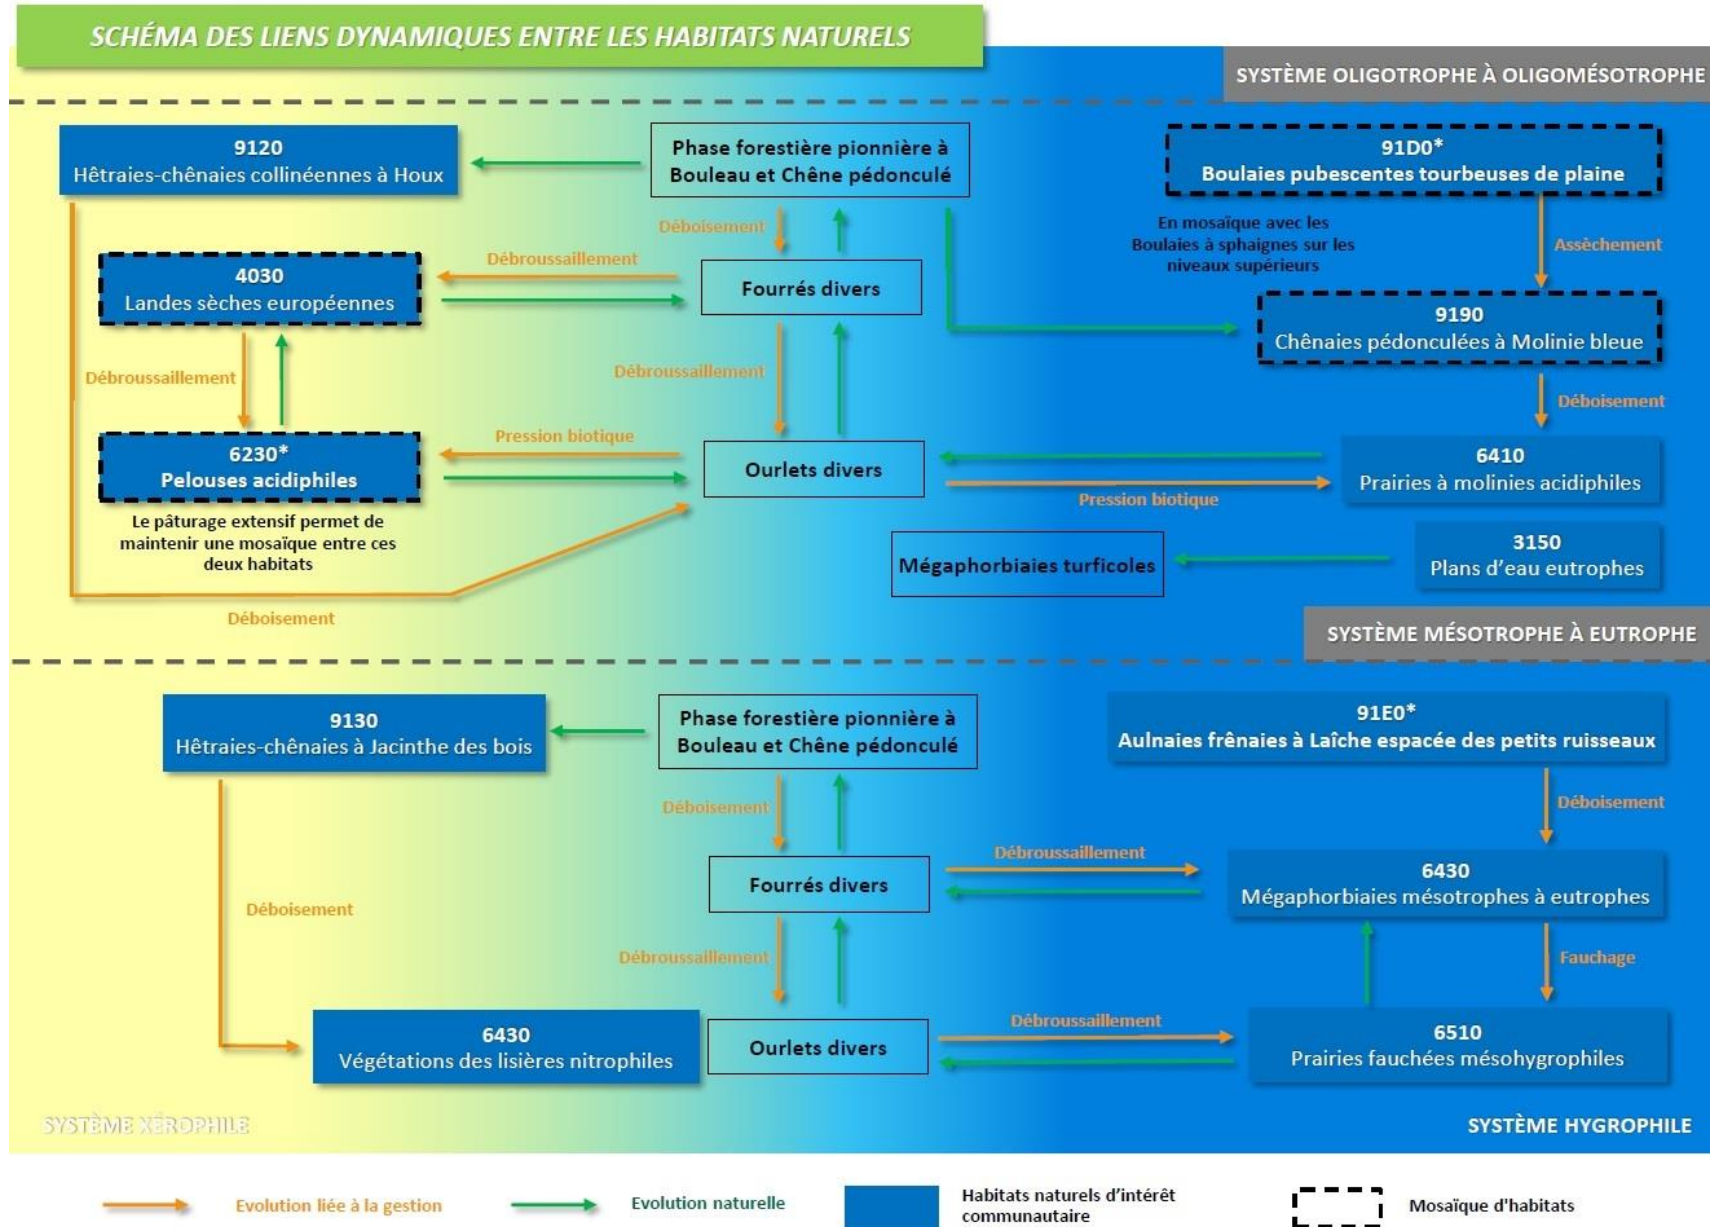 SCHÉMA DES LIENS DYNAMIQUES ENTRE LES HABITATS NATURELS
SYSTÈME OLIGOTROPHE À OLIGOMÉSOTROPHE
9120
Hêtraies-chênaies collinéennes à Houx
Phase forestière pionnière à
Bouleau et Chêne pédonculé
91D0*
Boulaies pubescentes tourbeuses de plaine
Déboisement
En mosaïque avec les
Boulaies à sphaignes sur les
niveaux supérieurs
Assèchement
Débroussaillement
4030
Landes sèches européennes
Fourrés divers
9190
Chênaies pédonculées à Molinie bleue
Débroussaillement
Débroussaillement
Déboisement
Pression biotique
6230*
Pelouses acidiphiles
Ourlets divers
6410
Prairies à molinies acidiphiles
Pression biotique
Le pâturage extensif permet de
maintenir une mosaïque entre ces
deux habitats
Mégaphorbiaies turficoles
3150
Plans d'eau eutrophes
Déboisement
SYSTÈME MÉSOTROPHE À EUTROPHE
9130
Hêtraies-chênaies à Jacinthe des bois
Phase forestière pionnière à
Bouleau et Chêne pédonculé
91E0*
Aulnaies frênaies à Laîche espacée des petits ruisseaux
Déboisement
Déboisement
Débroussaillement
Fourrés divers
6430
Mégaphorbiaies mésotrophes à eutrophes
Déboisement
Débroussaillement
Fauchage
6430
Végétations des lisières nitrophiles
Ourlets divers
Débroussaillement
6510
Prairies fauchées mésohygrophiles
SYSTÈME XÉROPHILE
SYSTÈME HYGROPHILE
Evolution liée à la gestion
Evolution naturelle
Habitats naturels d'intérêt
communautaire
Mosaïque d'habitats